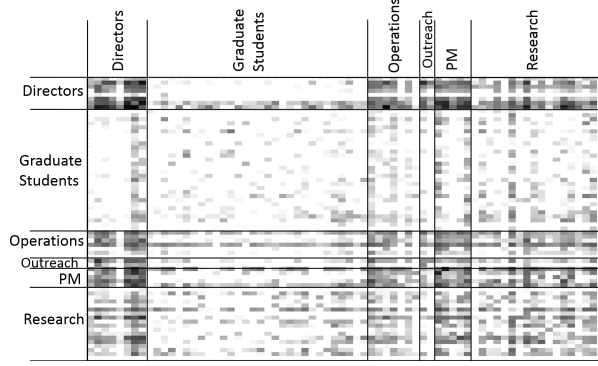 Directors
Graduate
Students
Operations
Outreach
PM
Research
Directors
Graduate
Students
Operations
Outreach
PM
Research